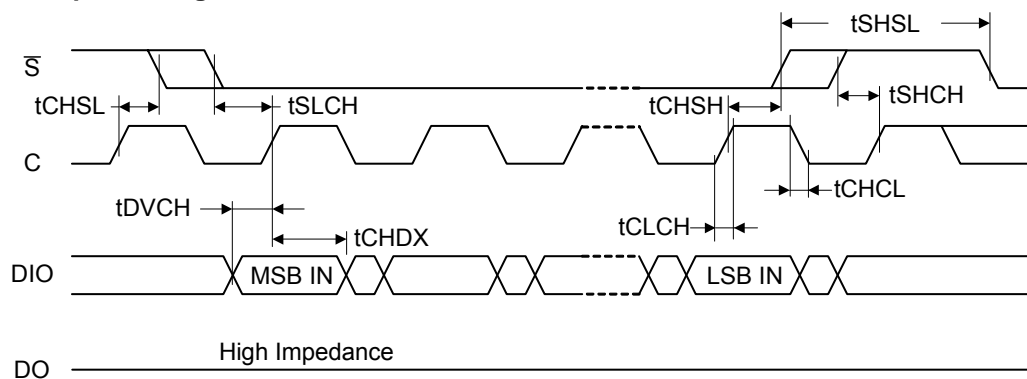 tSHSL
S̅
tCHSL
tSLCH
tCHSH
tSHCH
C
tCHCL
tDVCH
tCLCH
tCHDX
DIO
MSB IN
LSB IN
High Impedance
DO